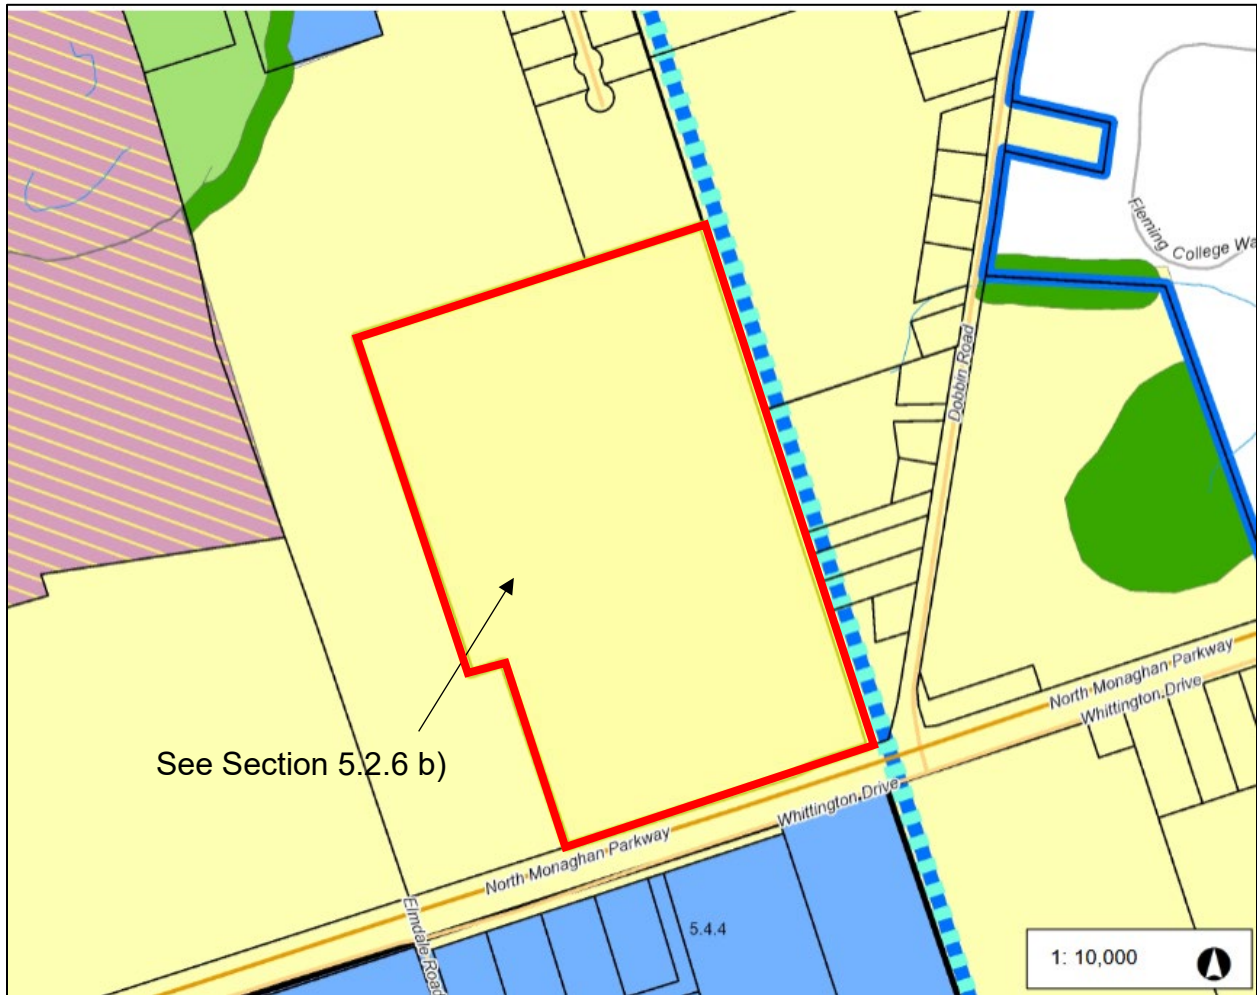 Fleming
College Wa
Dobbin Road
North Monaghan Parkway
Whittington Drive
See Section 5.2.6 b)
Whittington Drive
North Monaghan Parkway
Elmdale Road
5.4.4
1: 10,000